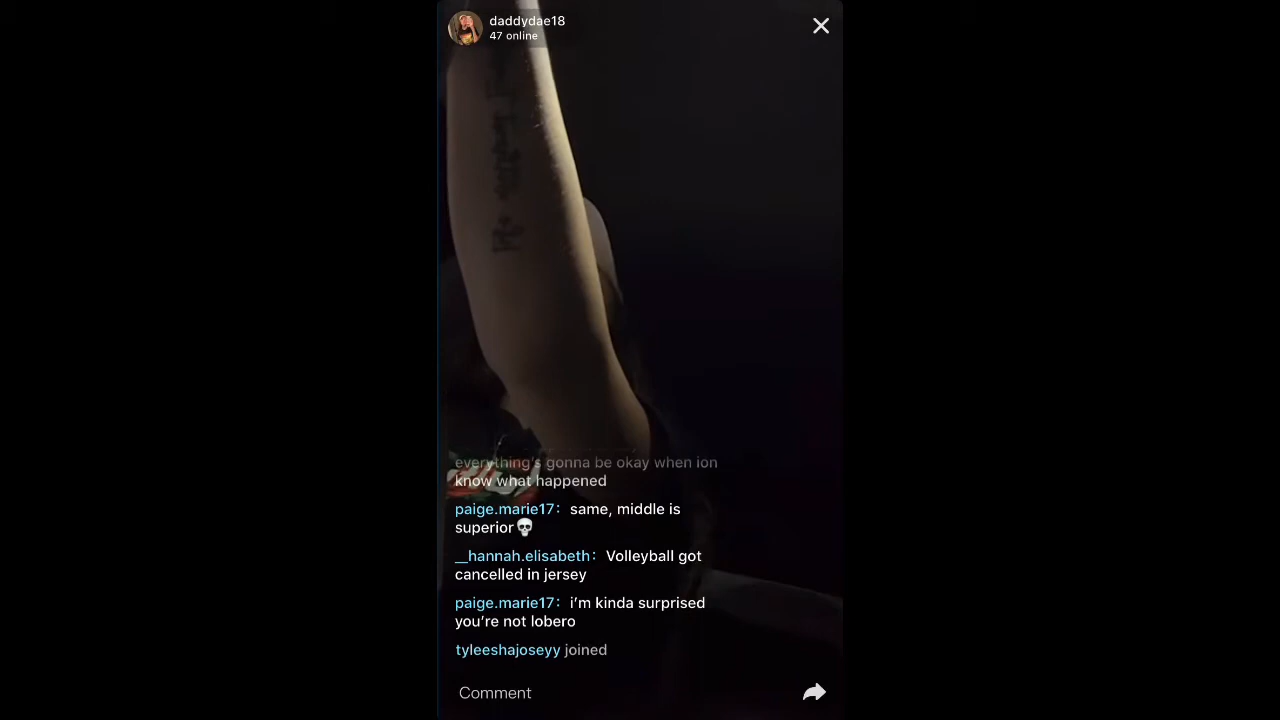 daddydae18
47 online
everything's gonna be okay when ion
know what happened
paige.marie17: same, middle is
superior💀
__hannah.elisabeth: Volleyball got
cancelled in jersey
paige.marie17: i'm kinda surprised
you're not lobero
tyleeshajoseyy joined
Comment